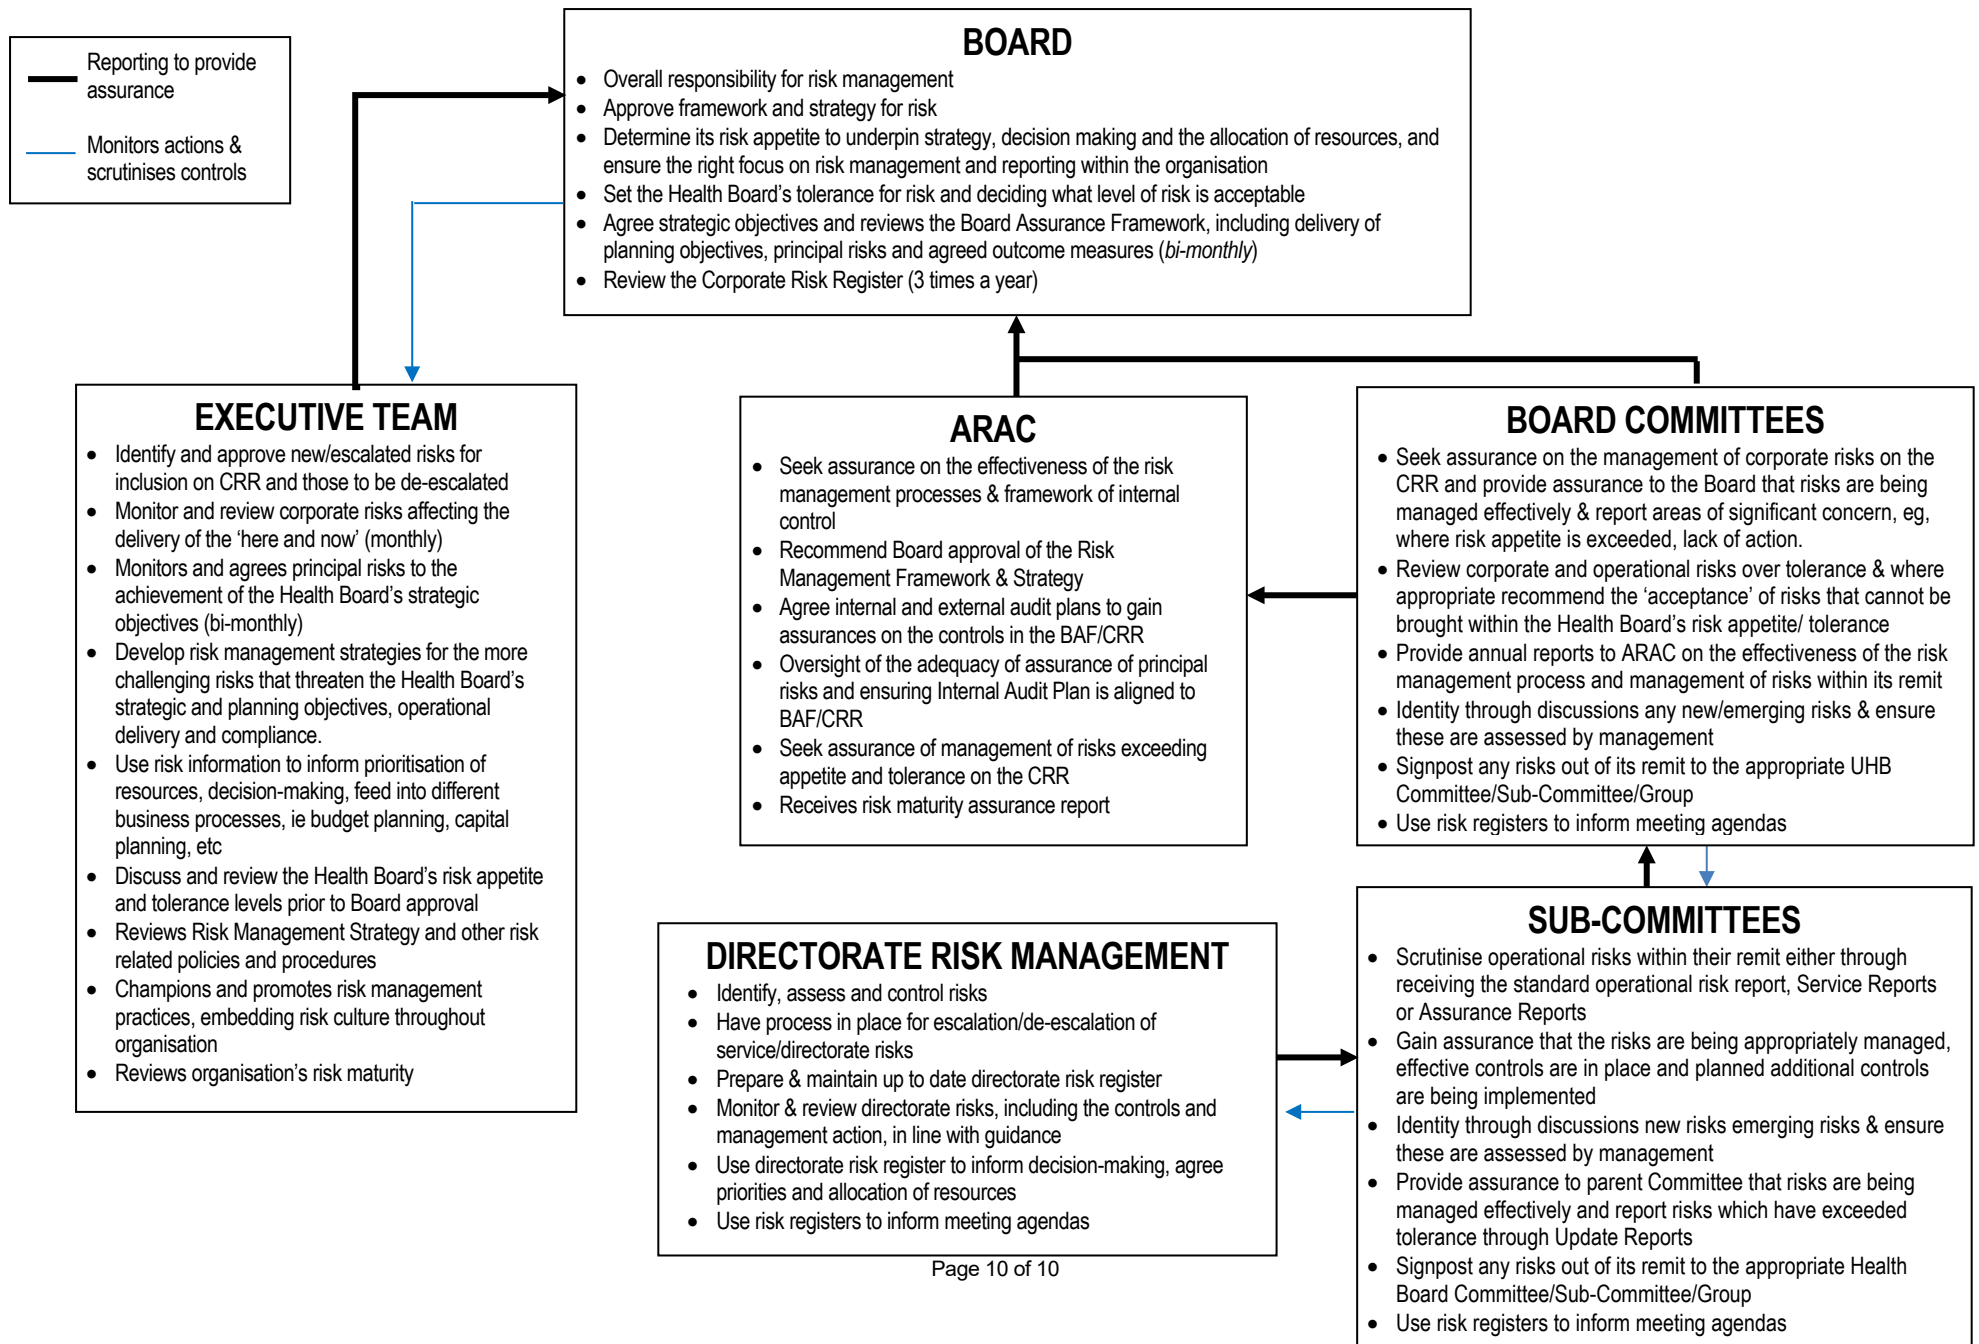 Reporting to provide
assurance
Monitors actions &
scrutinises controls
BOARD
• Overall responsibility for risk management
• Approve framework and strategy for risk
• Determine its risk appetite to underpin strategy, decision making and the allocation of resources, and
ensure the right focus on risk management and reporting within the organisation
• Set the Health Board's tolerance for risk and deciding what level of risk is acceptable
• Agree strategic objectives and reviews the Board Assurance Framework, including delivery of
planning objectives, principal risks and agreed outcome measures (bi-monthly)
• Review the Corporate Risk Register (3 times a year)
EXECUTIVE TEAM
• Identify and approve new/escalated risks for
inclusion on CRR and those to be de-escalated
• Monitor and review corporate risks affecting the
delivery of the 'here and now' (monthly)
• Monitors and agrees principal risks to the
achievement of the Health Board's strategic
objectives (bi-monthly)
• Develop risk management strategies for the more
challenging risks that threaten the Health Board's
strategic and planning objectives, operational
delivery and compliance.
• Use risk information to inform prioritisation of
resources, decision-making, feed into different
business processes, ie budget planning, capital
planning, etc
• Discuss and review the Health Board's risk appetite
and tolerance levels prior to Board approval
• Reviews Risk Management Strategy and other risk
related policies and procedures
• Champions and promotes risk management
practices, embedding risk culture throughout
organisation
• Reviews organisation's risk maturity
ARAC
• Seek assurance on the effectiveness of the risk
management processes & framework of internal
control
• Recommend Board approval of the Risk
Management Framework & Strategy
• Agree internal and external audit plans to gain
assurances on the controls in the BAF/CRR
• Oversight of the adequacy of assurance of principal
risks and ensuring Internal Audit Plan is aligned to
BAF/CRR
• Seek assurance of management of risks exceeding
appetite and tolerance on the CRR
• Receives risk maturity assurance report
BOARD COMMITTEES
• Seek assurance on the management of corporate risks on the
CRR and provide assurance to the Board that risks are being
managed effectively & report areas of significant concern, eg,
where risk appetite is exceeded, lack of action.
• Review corporate and operational risks over tolerance & where
appropriate recommend the 'acceptance' of risks that cannot be
brought within the Health Board's risk appetite/ tolerance
• Provide annual reports to ARAC on the effectiveness of the risk
management process and management of risks within its remit
• Identity through discussions any new/emerging risks & ensure
these are assessed by management
• Signpost any risks out of its remit to the appropriate UHB
Committee/Sub-Committee/Group
• Use risk registers to inform meeting agendas
DIRECTORATE RISK MANAGEMENT
• Identify, assess and control risks
• Have process in place for escalation/de-escalation of
service/directorate risks
• Prepare & maintain up to date directorate risk register
• Monitor & review directorate risks, including the controls and
management action, in line with guidance
• Use directorate risk register to inform decision-making, agree
priorities and allocation of resources
• Use risk registers to inform meeting agendas
SUB-COMMITTEES
• Scrutinise operational risks within their remit either through
receiving the standard operational risk report, Service Reports
or Assurance Reports
• Gain assurance that the risks are being appropriately managed,
effective controls are in place and planned additional controls
are being implemented
• Identity through discussions new risks emerging risks & ensure
these are assessed by management
• Provide assurance to parent Committee that risks are being
managed effectively and report risks which have exceeded
tolerance through Update Reports
• Signpost any risks out of its remit to the appropriate Health
Board Committee/Sub-Committee/Group
• Use risk registers to inform meeting agendas
Page 10 of 10